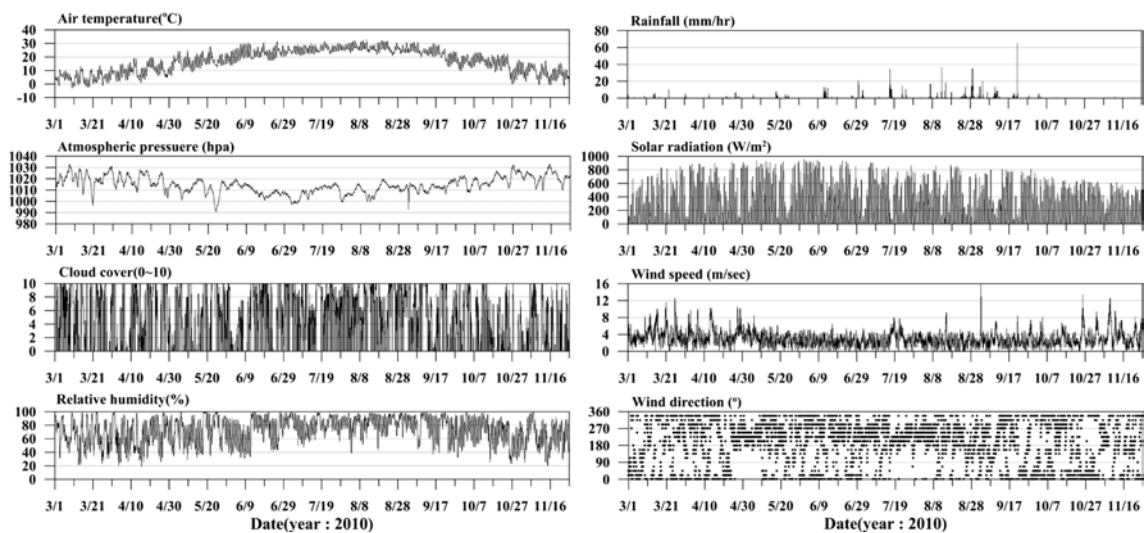 Air temperature(°C)
40
30
20
10
0
-10
3/1 3/21 4/10 4/30 5/20 6/9 6/29 7/19 8/8 8/28 9/17 10/7 10/27 11/16
Atmospheric pressuere (hpa)
1040
1030
1020
1010
1000
990
980
3/1 3/21 4/10 4/30 5/20 6/9 6/29 7/19 8/8 8/28 9/17 10/7 10/27 11/16
Cloud cover(0~10)
10
8
6
4
2
0
3/1 3/21 4/10 4/30 5/20 6/9 6/29 7/19 8/8 8/28 9/17 10/7 10/27 11/16
Relative humidity(%)
100
80
60
40
20
0
3/1 3/21 4/10 4/30 5/20 6/9 6/29 7/19 8/8 8/28 9/17 10/7 10/27 11/16
Date(year : 2010)
Rainfall (mm/hr)
80
60
40
20
0
3/1 3/21 4/10 4/30 5/20 6/9 6/29 7/19 8/8 8/28 9/17 10/7 10/27 11/16
Solar radiation (W/m²)
1000
800
600
400
200
0
3/1 3/21 4/10 4/30 5/20 6/9 6/29 7/19 8/8 8/28 9/17 10/7 10/27 11/16
Wind speed (m/sec)
16
12
8
4
0
3/1 3/21 4/10 4/30 5/20 6/9 6/29 7/19 8/8 8/28 9/17 10/7 10/27 11/16
Wind direction (°)
360
270
180
90
0
3/1 3/21 4/10 4/30 5/20 6/9 6/29 7/19 8/8 8/28 9/17 10/7 10/27 11/16
Date(year : 2010)